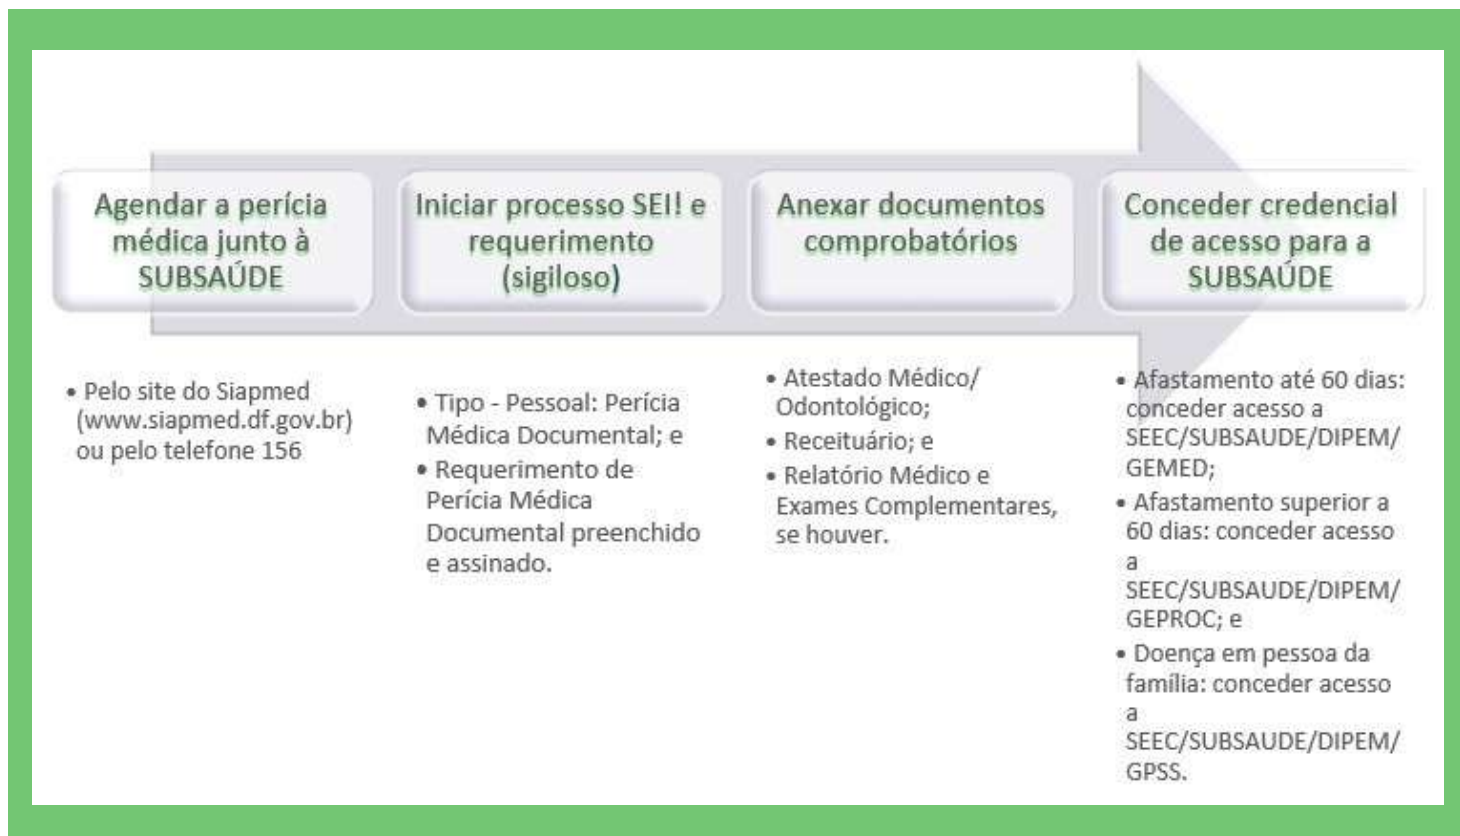 Agendar a perícia
médica junto à
SUBSAÚDE
• Pelo site do Siapmed
(www.siapmed.df.gov.br)
ou pelo telefone 156
Iniciar processo SEI! e
requerimento
(sigiloso)
• Tipo - Pessoal: Perícia
Médica Documental; e
• Requerimento de
Perícia Médica
Documental preenchido
e assinado.
Anexar documentos
comprobatórios
• Atestado Médico/
Odontológico;
• Receituário; e
• Relatório Médico e
Exames Complementares,
se houver.
Conceder credencial
de acesso para a
SUBSAÚDE
• Afastamento até 60 dias:
conceder acesso a
SEEC/SUBSAUDE/DIPEM/
GEMED;
• Afastamento superior a
60 dias: conceder acesso
a
SEEC/SUBSAUDE/DIPEM/
GEPROC; e
• Doença em pessoa da
família: conceder acesso
a
SEEC/SUBSAUDE/DIPEM/
GPSS.